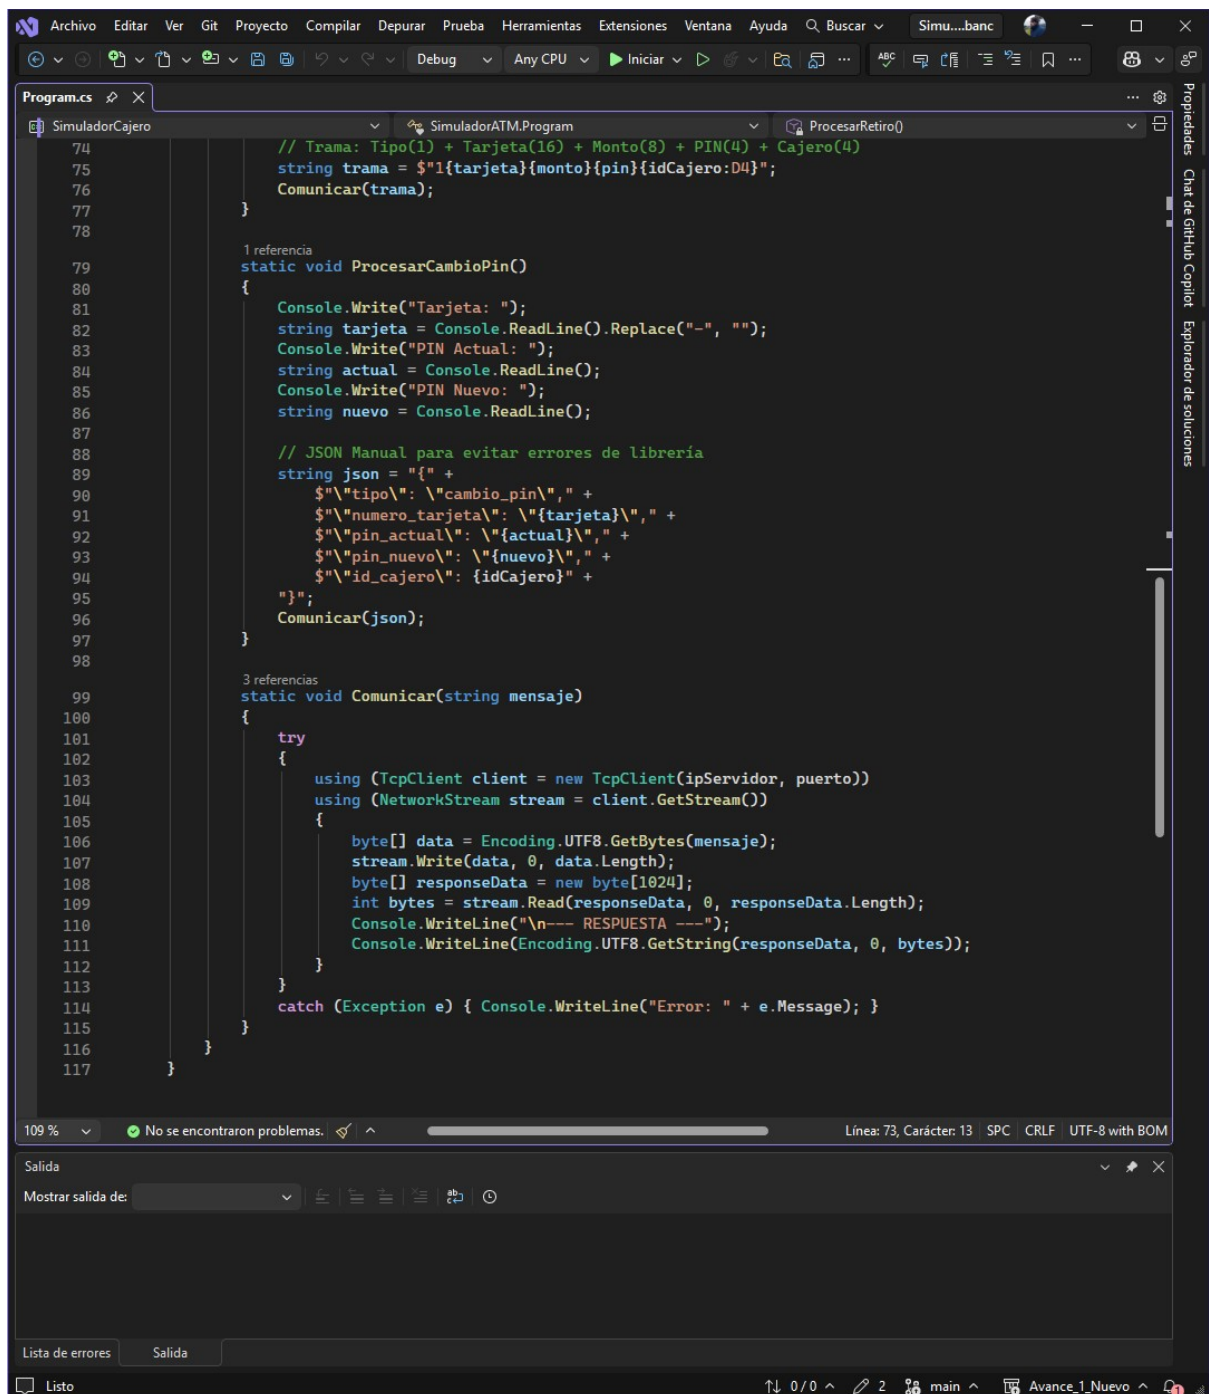 Archivo Editar Ver Git Proyecto Compilar Depurar Prueba Herramientas Extensiones Ventana Ayuda Buscar Simu....banc
Debug Any CPU Iniciar
Program.cs
SimuladorCajero SimuladorATM.Program ProcesarRetiro()
74 // Trama: Tipo(1) + Tarjeta(16) + Monto(8) + PIN(4) + Cajero(4)
75 string trama = $"1{tarjeta}{monto}{pin}{idCajero:D4}";
76 Comunicar(trama);
77 }
78
1 referencia
79 static void ProcesarCambioPin()
80 {
81 Console.Write("Tarjeta: ");
82 string tarjeta = Console.ReadLine().Replace("-", "");
83 Console.Write("PIN Actual: ");
84 string actual = Console.ReadLine();
85 Console.Write("PIN Nuevo: ");
86 string nuevo = Console.ReadLine();
87
88 // JSON Manual para evitar errores de librería
89 string json = "{" +
90 $"\"tipo\": \"cambio_pin\"," +
91 $"\"numero_tarjeta\": \"{tarjeta}\"," +
92 $"\"pin_actual\": \"{actual}\"," +
93 $"\"pin_nuevo\": \"{nuevo}\"," +
94 $"\"id_cajero\": {idCajero}" +
95 "}";
96 Comunicar(json);
97 }
98
3 referencias
99 static void Comunicar(string mensaje)
100 {
101 try
102 {
103 using (TcpClient client = new TcpClient(ipServidor, puerto))
104 using (NetworkStream stream = client.GetStream())
105 {
106 byte[] data = Encoding.UTF8.GetBytes(mensaje);
107 stream.Write(data, 0, data.Length);
108 byte[] responseData = new byte[1024];
109 int bytes = stream.Read(responseData, 0, responseData.Length);
110 Console.WriteLine("\n--- RESPUESTA ---");
111 Console.WriteLine(Encoding.UTF8.GetString(responseData, 0, bytes));
112 }
113 }
114 catch (Exception e) { Console.WriteLine("Error: " + e.Message); }
115 }
116 }
117 }
Propiedades
Chat de GitHub Copilot
Explorador de soluciones
109 % No se encontraron problemas. Línea: 73, Carácter: 13 SPC CRLF UTF-8 with BOM
Salida
Mostrar salida de:
Lista de errores Salida
Listo 0 / 0 2 main Avance_1_Nuevo 1